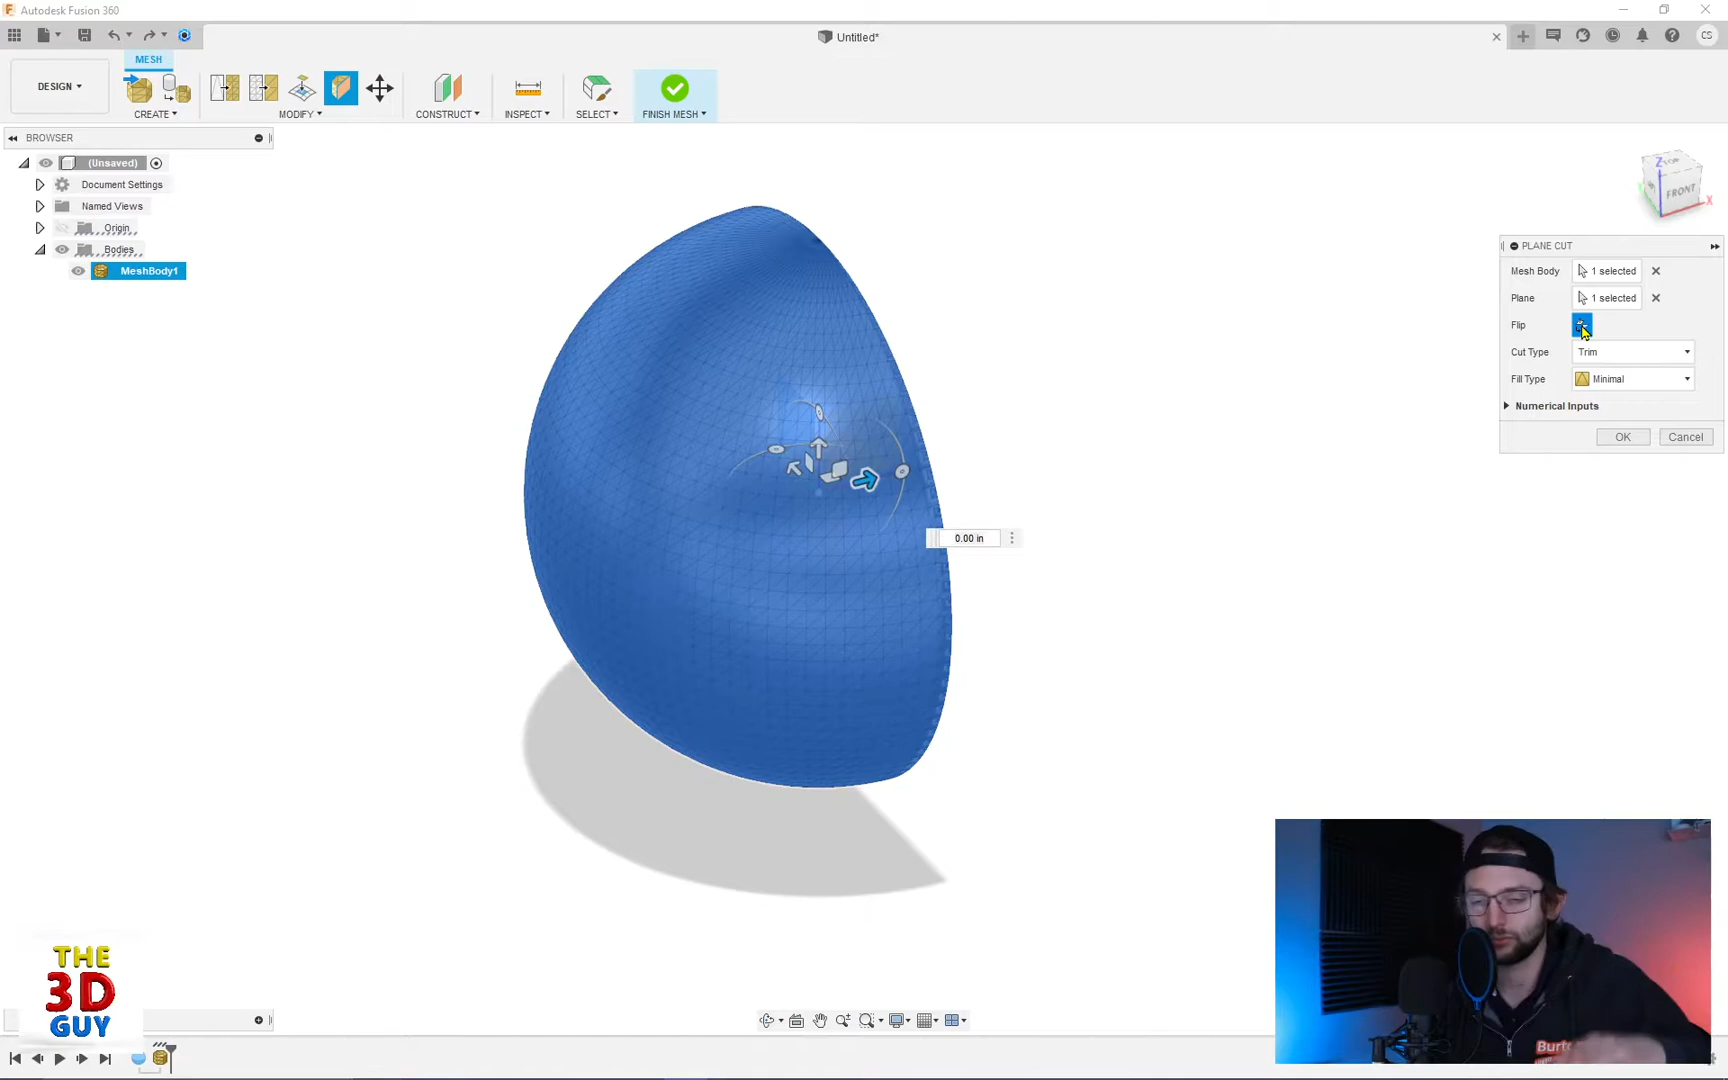 Autodesk Fusion 360
Untitled*
CS
MESH
DESIGN
CREATE
MODIFY
CONSTRUCT
INSPECT
SELECT
FINISH MESH
BROWSER
(Unsaved)
Document Settings
Named Views
Origin
Bodies
MeshBody1
TOP
FRONT
Z
X
PLANE CUT
Mesh Body
1 selected
Plane
1 selected
Flip
Cut Type
Trim
Fill Type
Minimal
Numerical Inputs
OK
Cancel
0.00 in
THE
3D
GUY